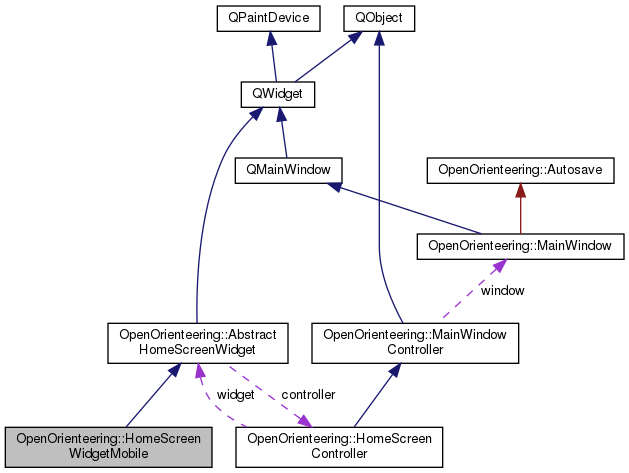 QPaintDevice
QObject
QWidget
QMainWindow
OpenOrienteering::Autosave
OpenOrienteering::MainWindow
window
OpenOrienteering::Abstract
HomeScreenWidget
OpenOrienteering::MainWindow
Controller
widget
controller
OpenOrienteering::HomeScreen
WidgetMobile
OpenOrienteering::HomeScreen
Controller